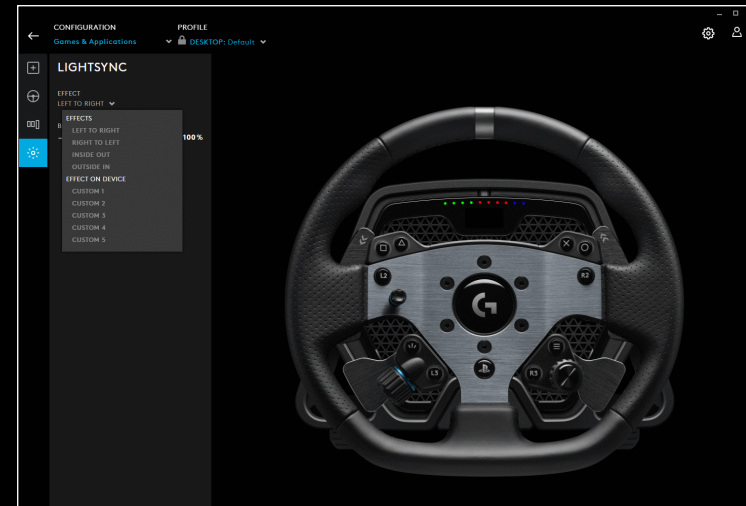 CONFIGURATION
Games & Applications
PROFILE
DESKTOP: Default
LIGHTSYNC
EFFECT
LEFT TO RIGHT
B
100%
EFFECTS
LEFT TO RIGHT
RIGHT TO LEFT
INSIDE OUT
OUTSIDE IN
EFFECT ON DEVICE
CUSTOM 1
CUSTOM 2
CUSTOM 3
CUSTOM 4
CUSTOM 5
L2
R2
L3
R3
G